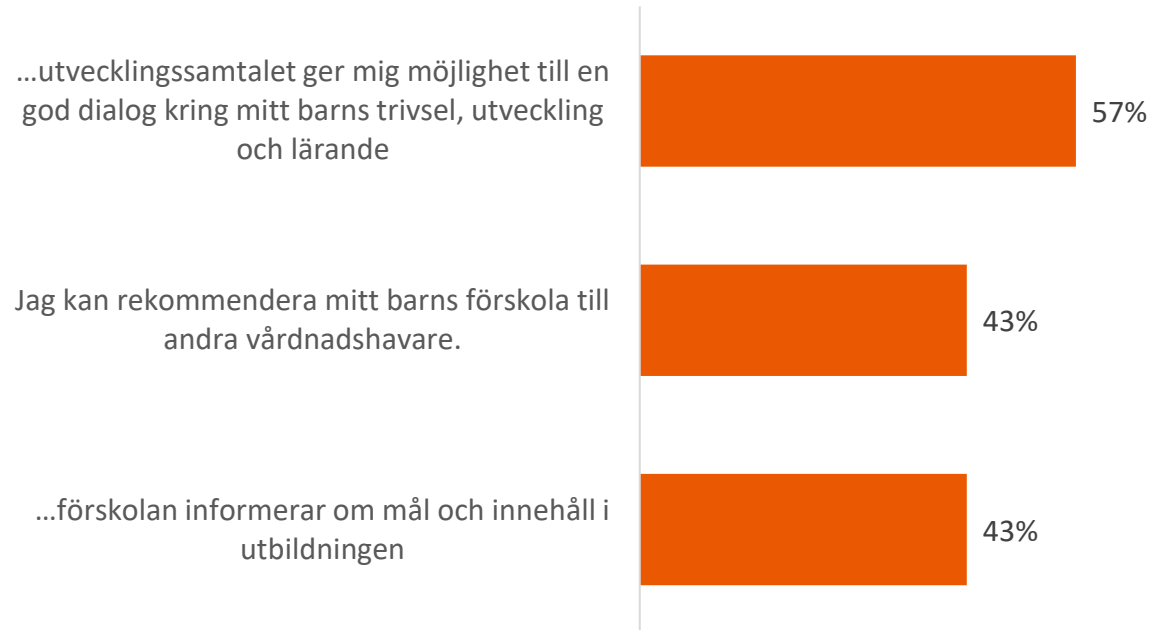 ...utvecklingssamtalet ger mig möjlighet till en
god dialog kring mitt barns trivsel, utveckling
och lärande
57%
Jag kan rekommendera mitt barns förskola till
andra vårdnadshavare.
43%
...förskolan informerar om mål och innehåll i
utbildningen
43%